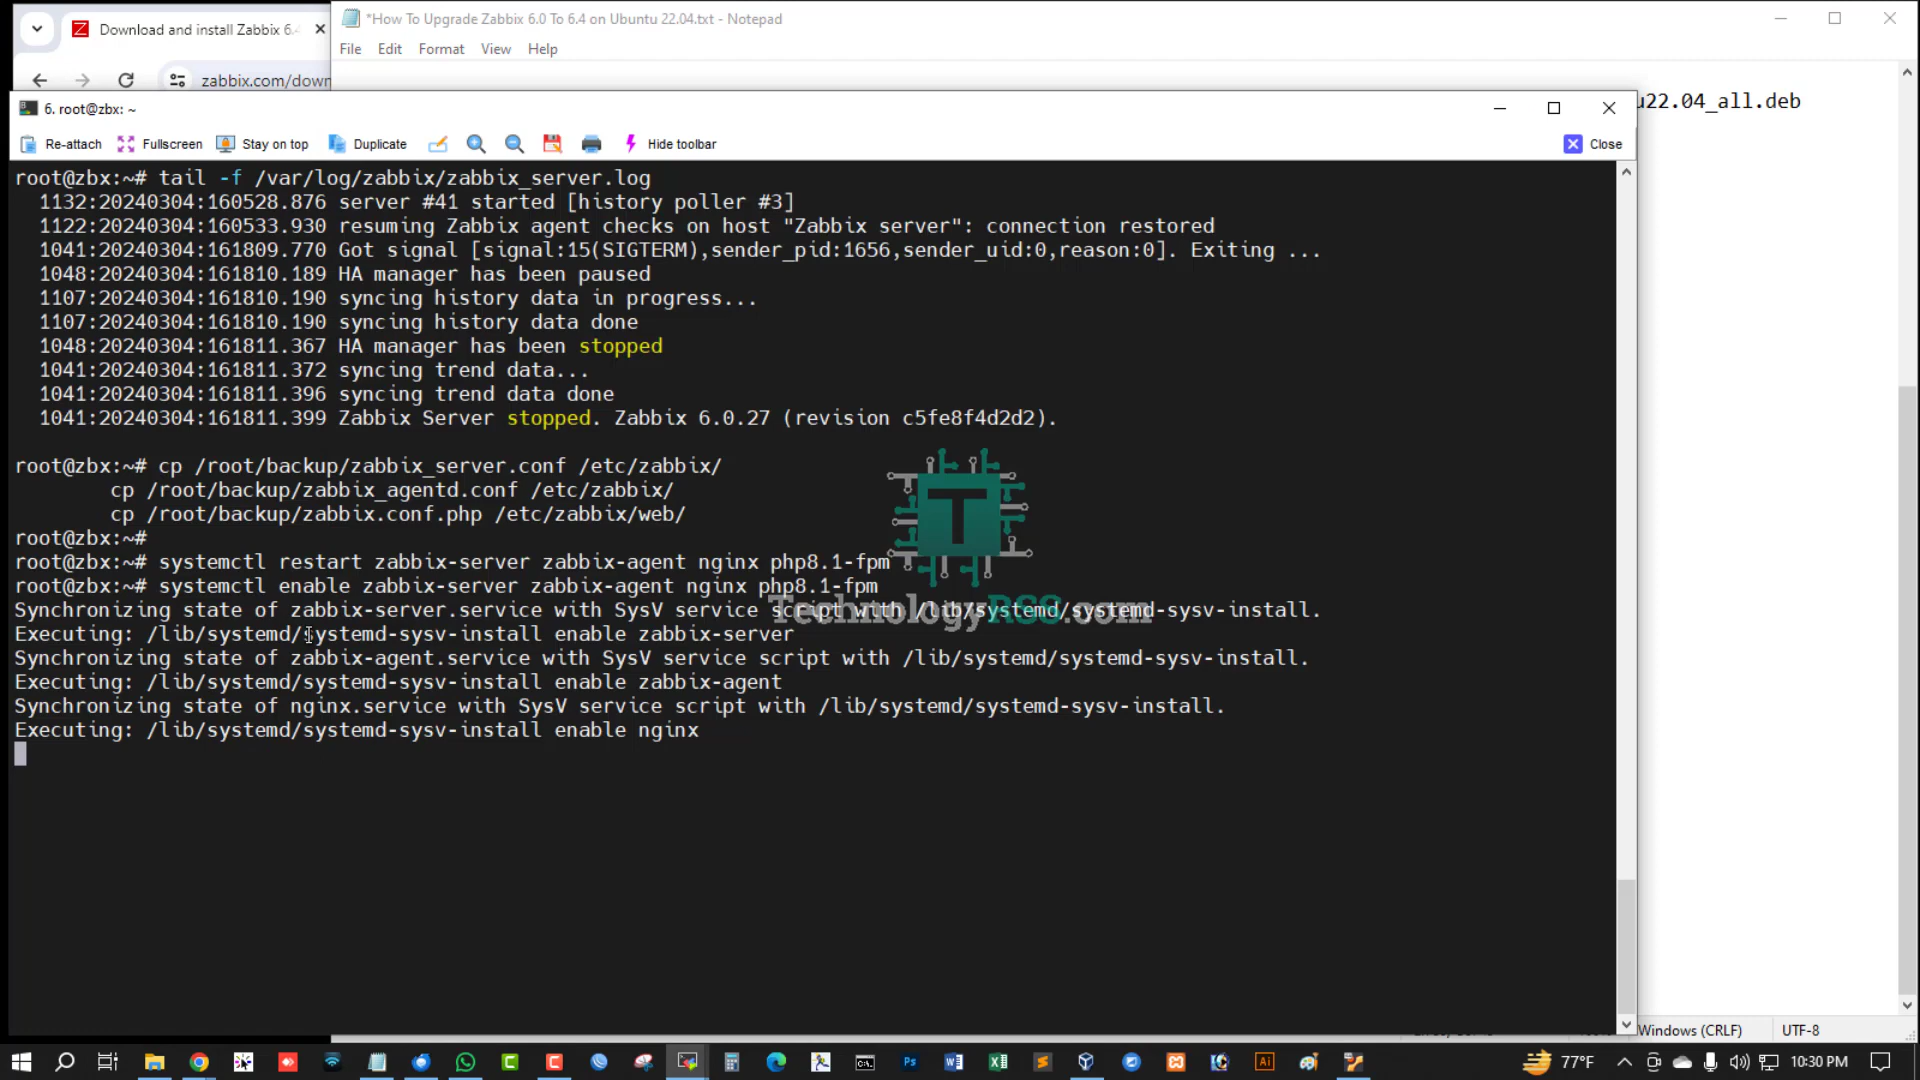 Download and install Zabbix 6.4
*How To Upgrade Zabbix 6.0 To 6.4 on Ubuntu 22.04.txt - Notepad
File Edit Format View Help
zabbix.com/down
u22.04_all.deb
6. root@zbx: ~
Re-attach Fullscreen Stay on top Duplicate Hide toolbar Close
root@zbx:~# tail -f /var/log/zabbix/zabbix_server.log
1132:20240304:160528.876 server #41 started [history poller #3]
1122:20240304:160533.930 resuming Zabbix agent checks on host "Zabbix server": connection restored
1041:20240304:161809.770 Got signal [signal:15(SIGTERM),sender_pid:1656,sender_uid:0,reason:0]. Exiting ...
1048:20240304:161810.189 HA manager has been paused
1107:20240304:161810.190 syncing history data in progress...
1107:20240304:161810.190 syncing history data done
1048:20240304:161811.367 HA manager has been stopped
1041:20240304:161811.372 syncing trend data...
1041:20240304:161811.396 syncing trend data done
1041:20240304:161811.399 Zabbix Server stopped. Zabbix 6.0.27 (revision c5fe8f4d2d2).
root@zbx:~# cp /root/backup/zabbix_server.conf /etc/zabbix/
cp /root/backup/zabbix_agentd.conf /etc/zabbix/
cp /root/backup/zabbix.conf.php /etc/zabbix/web/
root@zbx:~#
root@zbx:~# systemctl restart zabbix-server zabbix-agent nginx php8.1-fpm
root@zbx:~# systemctl enable zabbix-server zabbix-agent nginx php8.1-fpm
Synchronizing state of zabbix-server.service with SysV service script with /lib/systemd/systemd-sysv-install.
Executing: /lib/systemd/systemd-sysv-install enable zabbix-server
Synchronizing state of zabbix-agent.service with SysV service script with /lib/systemd/systemd-sysv-install.
Executing: /lib/systemd/systemd-sysv-install enable zabbix-agent
Synchronizing state of nginx.service with SysV service script with /lib/systemd/systemd-sysv-install.
Executing: /lib/systemd/systemd-sysv-install enable nginx
T
TechnologyRSS.com
Windows (CRLF) UTF-8
77°F 10:30 PM